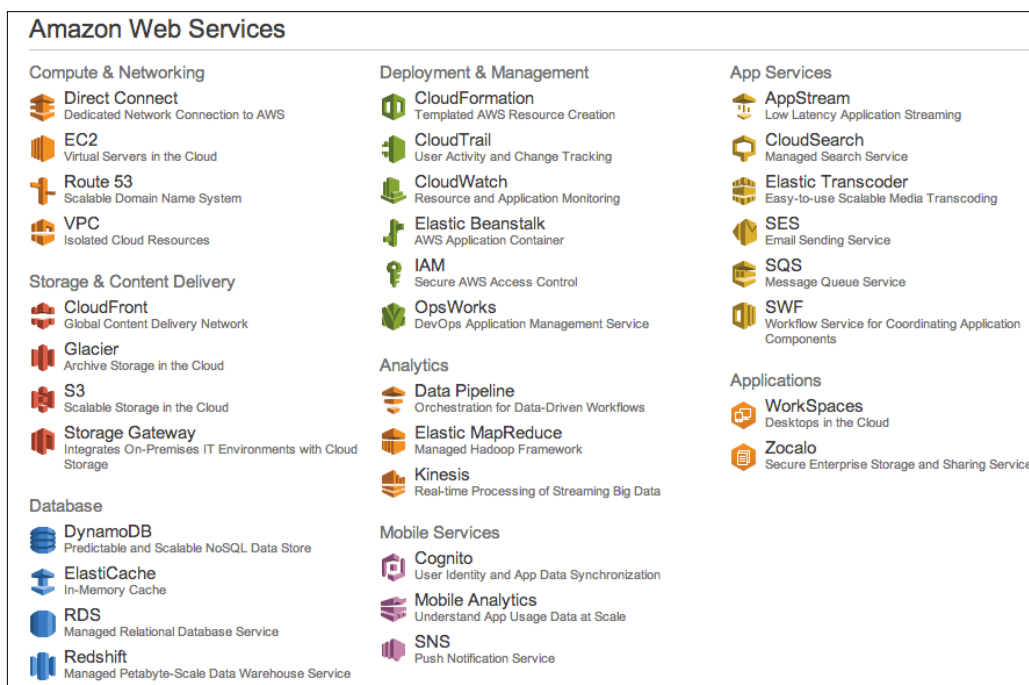 Amazon Web Services
Compute & Networking
Direct Connect
Dedicated Network Connection to AWS
EC2
Virtual Servers in the Cloud
Route 53
Scalable Domain Name System
VPC
Isolated Cloud Resources
Storage & Content Delivery
CloudFront
Global Content Delivery Network
Glacier
Archive Storage in the Cloud
S3
Scalable Storage in the Cloud
Storage Gateway
Integrates On-Premises IT Environments with Cloud
Storage
Database
DynamoDB
Predictable and Scalable NoSQL Data Store
ElastiCache
In-Memory Cache
RDS
Managed Relational Database Service
Redshift
Managed Petabyte-Scale Data Warehouse Service
Deployment & Management
CloudFormation
Templated AWS Resource Creation
CloudTrail
User Activity and Change Tracking
CloudWatch
Resource and Application Monitoring
Elastic Beanstalk
AWS Application Container
IAM
Secure AWS Access Control
OpsWorks
DevOps Application Management Service
Analytics
Data Pipeline
Orchestration for Data-Driven Workflows
Elastic MapReduce
Managed Hadoop Framework
Kinesis
Real-time Processing of Streaming Big Data
Mobile Services
Cognito
User Identity and App Data Synchronization
Mobile Analytics
Understand App Usage Data at Scale
SNS
Push Notification Service
App Services
AppStream
Low Latency Application Streaming
CloudSearch
Managed Search Service
Elastic Transcoder
Easy-to-use Scalable Media Transcoding
SES
Email Sending Service
SQS
Message Queue Service
SWF
Workflow Service for Coordinating Application
Components
Applications
WorkSpaces
Desktops in the Cloud
Zocalo
Secure Enterprise Storage and Sharing Service